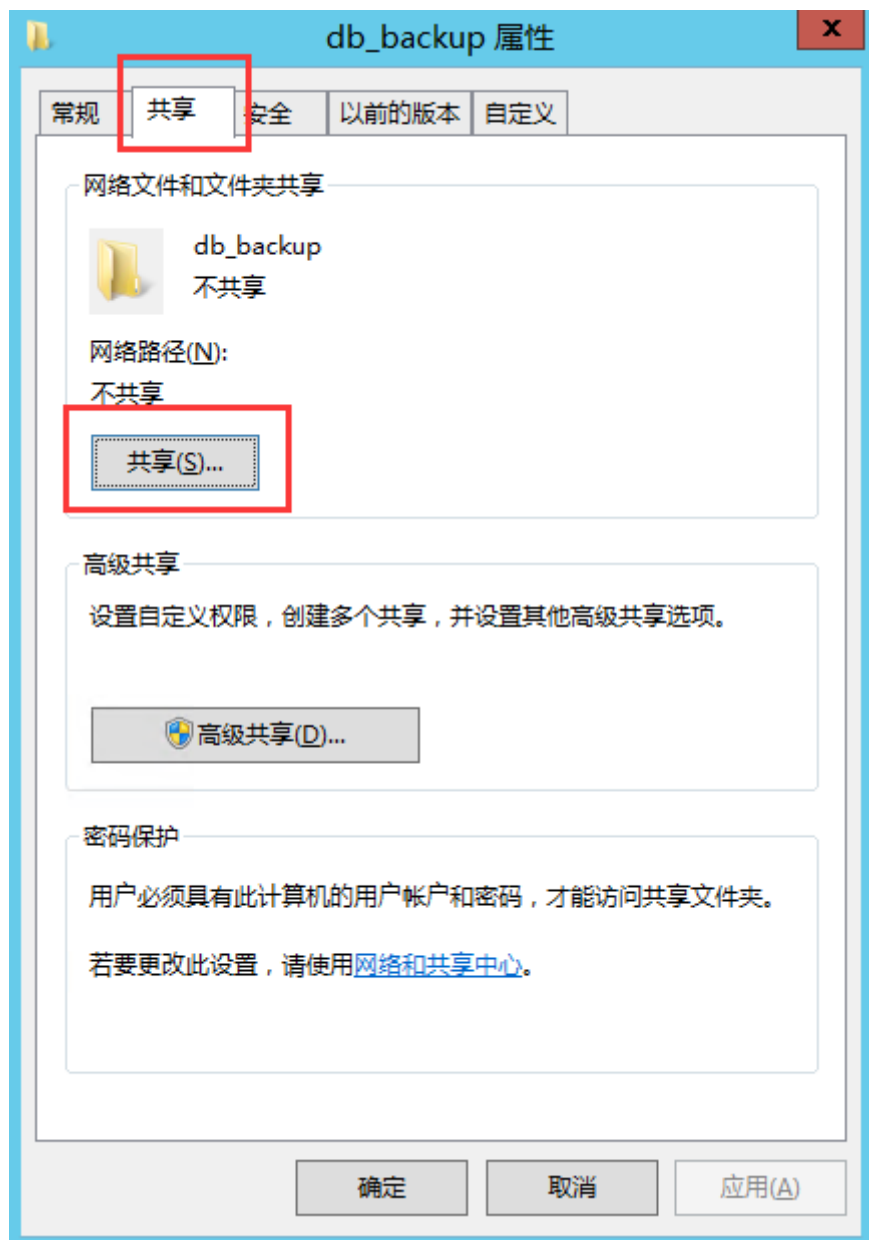 db_backup 属性
x
常规 共享 安全 以前的版本 自定义
网络文件和文件夹共享
db_backup
不共享
网络路径(N):
不共享
共享(S)...
高级共享
设置自定义权限，创建多个共享，并设置其他高级共享选项。
高级共享(D)...
密码保护
用户必须具有此计算机的用户帐户和密码，才能访问共享文件夹。
若要更改此设置，请使用网络和共享中心。
确定 取消 应用(A)